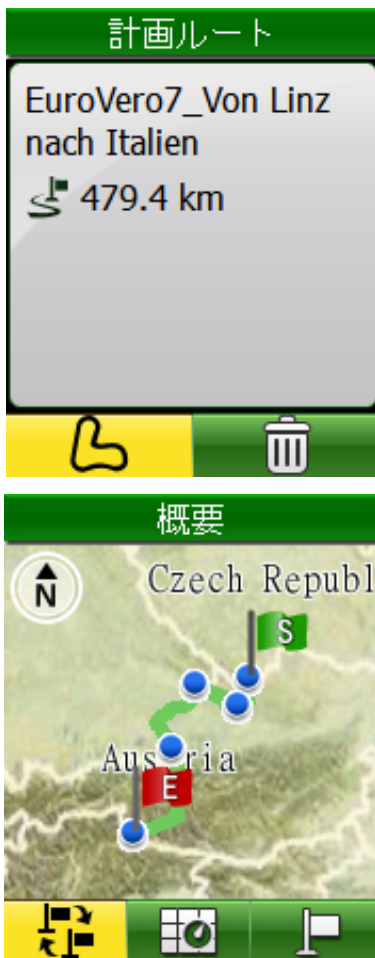 計画ルート
EuroVero7_Von Linz
nach Italien
479.4 km
概要
N
Czech Republ
S
Austria
E